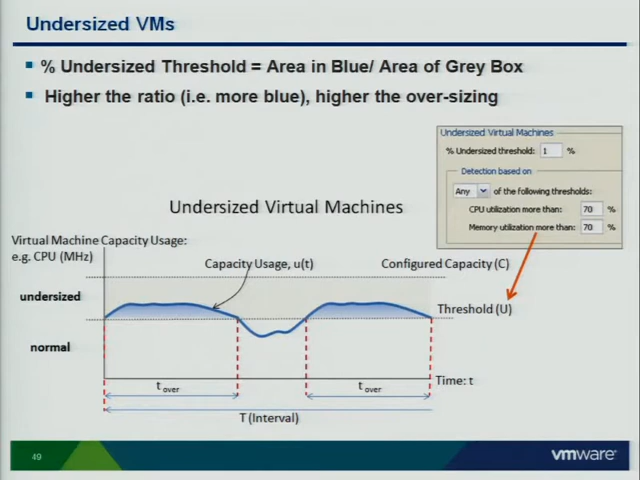 Undersized VMs
% Undersized Threshold = Area in Blue/ Area of Grey Box
Higher the ratio (i.e. more blue), higher the over-sizing
Undersized Virtual Machines
% Undersized threshold: 1 %
Detection based on
Any of the following thresholds:
CPU utilization more than: 70 %
Memory utilization more than: 70 %
Undersized Virtual Machines
Virtual Machine Capacity Usage:
e.g. CPU (MHz)
Capacity Usage, u(t)
Configured Capacity (C)
undersized
Threshold (U)
normal
t over
t over
Time: t
T (Interval)
49
vmware